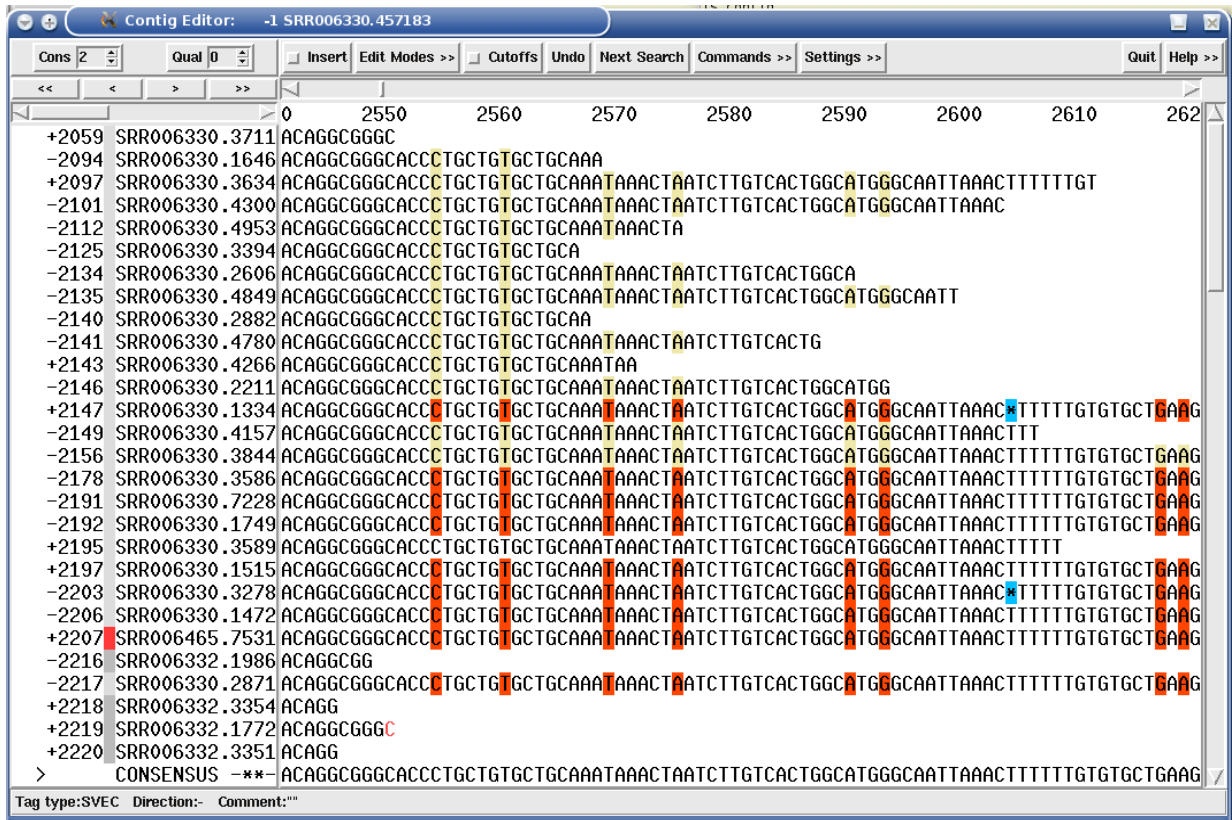 Contig Editor: -1 SRR006330.457183
Cons 2 Qual 0 Insert Edit Modes >> Cutoffs Undo Next Search Commands >> Settings >> Quit Help >>
<< < > >>
0 2550 2560 2570 2580 2590 2600 2610 262
+2059 SRR006330.3711 ACAGGCGGGC
-2094 SRR006330.1646 ACAGGCGGGCACCCTGCTGTGCTGCAAA
+2097 SRR006330.3634 ACAGGCGGGCACCCTGCTGTGCTGCAAATAAACTAATCTTGTCACTGGCATGGGCAATTAAACTTTTTTGT
-2101 SRR006330.4300 ACAGGCGGGCACCCTGCTGTGCTGCAAATAAACTAATCTTGTCACTGGCATGGGCAATTAAAC
-2112 SRR006330.4953 ACAGGCGGGCACCCTGCTGTGCTGCAAATAAACTA
-2125 SRR006330.3394 ACAGGCGGGCACCCTGCTGTGCTGCA
-2134 SRR006330.2606 ACAGGCGGGCACCCTGCTGTGCTGCAAATAAACTAATCTTGTCACTGGCA
-2135 SRR006330.4849 ACAGGCGGGCACCCTGCTGTGCTGCAAATAAACTAATCTTGTCACTGGCATGGGCAATT
-2140 SRR006330.2882 ACAGGCGGGCACCCTGCTGTGCTGCAA
-2141 SRR006330.4780 ACAGGCGGGCACCCTGCTGTGCTGCAAATAAACTAATCTTGTCACTG
+2143 SRR006330.4266 ACAGGCGGGCACCCTGCTGTGCTGCAAATAA
-2146 SRR006330.2211 ACAGGCGGGCACCCTGCTGTGCTGCAAATAAACTAATCTTGTCACTGGCATGG
+2147 SRR006330.1334 ACAGGCGGGCACCCTGCTGTGCTGCAAATAAACTAATCTTGTCACTGGCATGGGCAATTAAAC*TTTTTGTGTGCTGAAG
-2149 SRR006330.4157 ACAGGCGGGCACCCTGCTGTGCTGCAAATAAACTAATCTTGTCACTGGCATGGGCAATTAAACTTT
-2156 SRR006330.3844 ACAGGCGGGCACCCTGCTGTGCTGCAAATAAACTAATCTTGTCACTGGCATGGGCAATTAAACTTTTTTGTGTGCTGAAG
-2178 SRR006330.3586 ACAGGCGGGCACCCTGCTGTGCTGCAAATAAACTAATCTTGTCACTGGCATGGGCAATTAAACTTTTTTGTGTGCTGAAG
-2191 SRR006330.7228 ACAGGCGGGCACCCTGCTGTGCTGCAAATAAACTAATCTTGTCACTGGCATGGGCAATTAAACTTTTTTGTGTGCTGAAG
-2192 SRR006330.1749 ACAGGCGGGCACCCTGCTGTGCTGCAAATAAACTAATCTTGTCACTGGCATGGGCAATTAAACTTTTTTGTGTGCTGAAG
+2195 SRR006330.3589 ACAGGCGGGCACCCTGCTGTGCTGCAAATAAACTAATCTTGTCACTGGCATGGGCAATTAAACTTTTT
+2197 SRR006330.1515 ACAGGCGGGCACCCTGCTGTGCTGCAAATAAACTAATCTTGTCACTGGCATGGGCAATTAAACTTTTTTGTGTGCTGAAG
-2203 SRR006330.3278 ACAGGCGGGCACCCTGCTGTGCTGCAAATAAACTAATCTTGTCACTGGCATGGGCAATTAAAC*TTTTTGTGTGCTGAAG
-2206 SRR006330.1472 ACAGGCGGGCACCCTGCTGTGCTGCAAATAAACTAATCTTGTCACTGGCATGGGCAATTAAACTTTTTTGTGTGCTGAAG
+2207 SRR006465.7531 ACAGGCGGGCACCCTGCTGTGCTGCAAATAAACTAATCTTGTCACTGGCATGGGCAATTAAACTTTTTTGTGTGCTGAAG
-2216 SRR006332.1986 ACAGGCGG
-2217 SRR006330.2871 ACAGGCGGGCACCCTGCTGTGCTGCAAATAAACTAATCTTGTCACTGGCATGGGCAATTAAACTTTTTTGTGTGCTGAAG
+2218 SRR006332.3354 ACAGG
+2219 SRR006332.1772 ACAGGCGGGC
+2220 SRR006332.3351 ACAGG
> CONSENSUS -**- ACAGGCGGGCACCCTGCTGTGCTGCAAATAAACTAATCTTGTCACTGGCATGGGCAATTAAACTTTTTTGTGTGCTGAAG
Tag type:SVEC Direction:- Comment:""